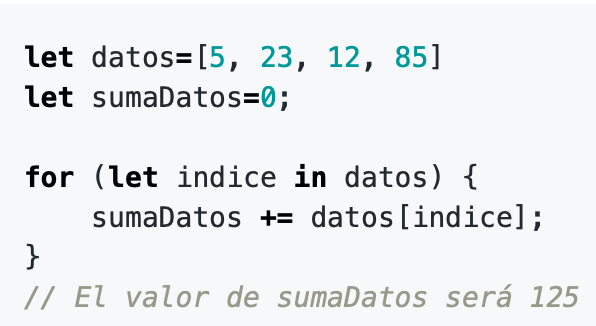 let datos=[5, 23, 12, 85]
let sumaDatos=0;
for (let indice in datos) {
    sumaDatos += datos[indice];
}
// El valor de sumaDatos será 125